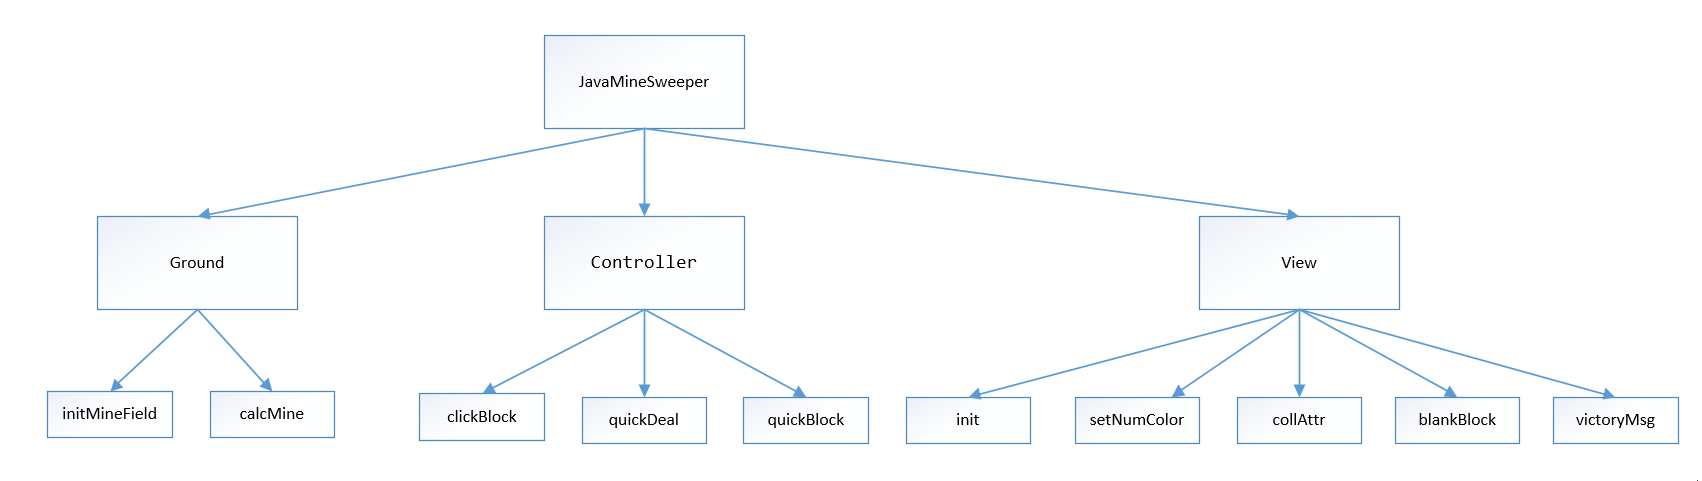 JavaMineSweeper
Ground
Controller
View
initMineField
calcMine
clickBlock
quickDeal
quickBlock
init
setNumColor
collAttr
blankBlock
victoryMsg